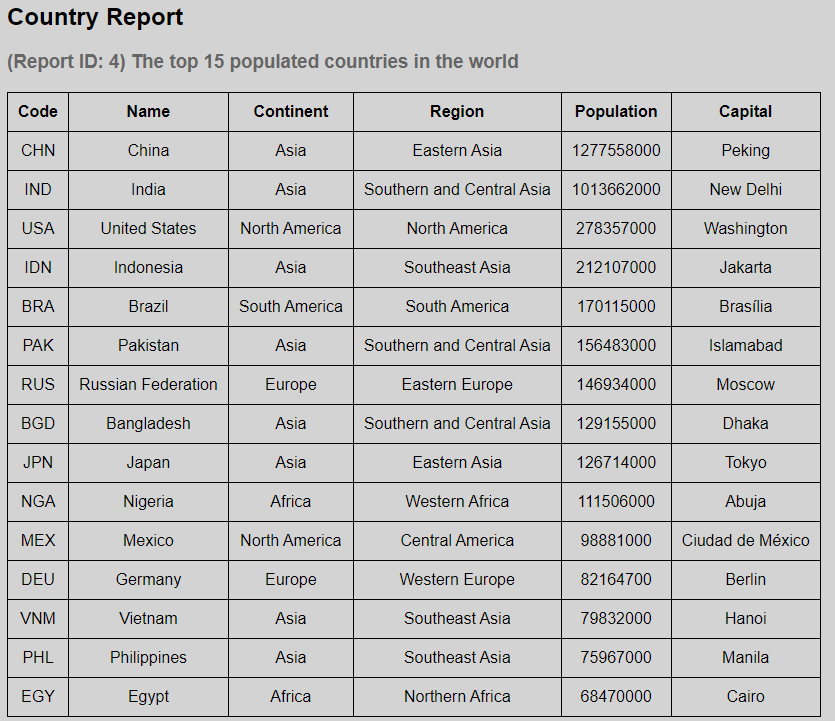 Country Report
(Report ID: 4) The top 15 populated countries in the world
Code Name Continent Region Population Capital
CHN China Asia Eastern Asia 1277558000 Peking
IND India Asia Southern and Central Asia 1013662000 New Delhi
USA United States North America North America 278357000 Washington
IDN Indonesia Asia Southeast Asia 212107000 Jakarta
BRA Brazil South America South America 170115000 Brasília
PAK Pakistan Asia Southern and Central Asia 156483000 Islamabad
RUS Russian Federation Europe Eastern Europe 146934000 Moscow
BGD Bangladesh Asia Southern and Central Asia 129155000 Dhaka
JPN Japan Asia Eastern Asia 126714000 Tokyo
NGA Nigeria Africa Western Africa 111506000 Abuja
MEX Mexico North America Central America 98881000 Ciudad de México
DEU Germany Europe Western Europe 82164700 Berlin
VNM Vietnam Asia Southeast Asia 79832000 Hanoi
PHL Philippines Asia Southeast Asia 75967000 Manila
EGY Egypt Africa Northern Africa 68470000 Cairo